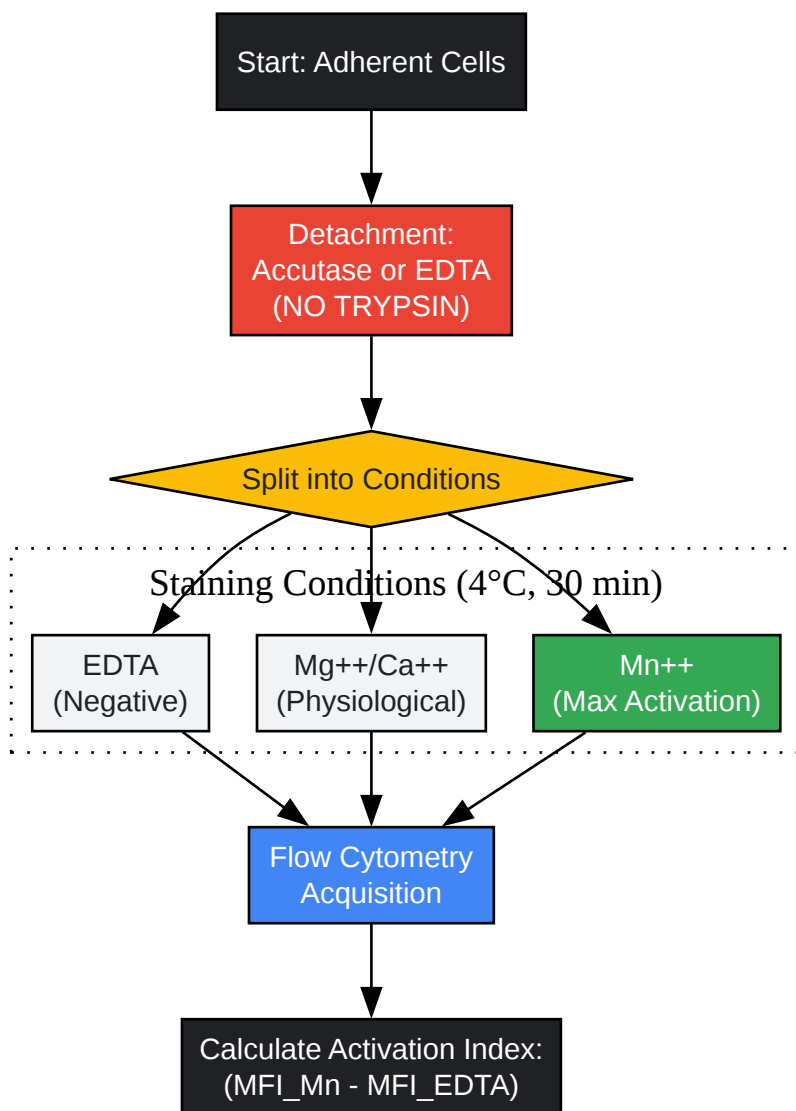 Start: Adherent Cells
Detachment:
Accutase or EDTA
(NO TRYPSIN)
Split into Conditions
Staining Conditions (4°C, 30 min)
EDTA
(Negative)
Mg++/Ca++
(Physiological)
Mn++
(Max Activation)
Flow Cytometry
Acquisition
Calculate Activation Index:
(MFI_Mn - MFI_EDTA)